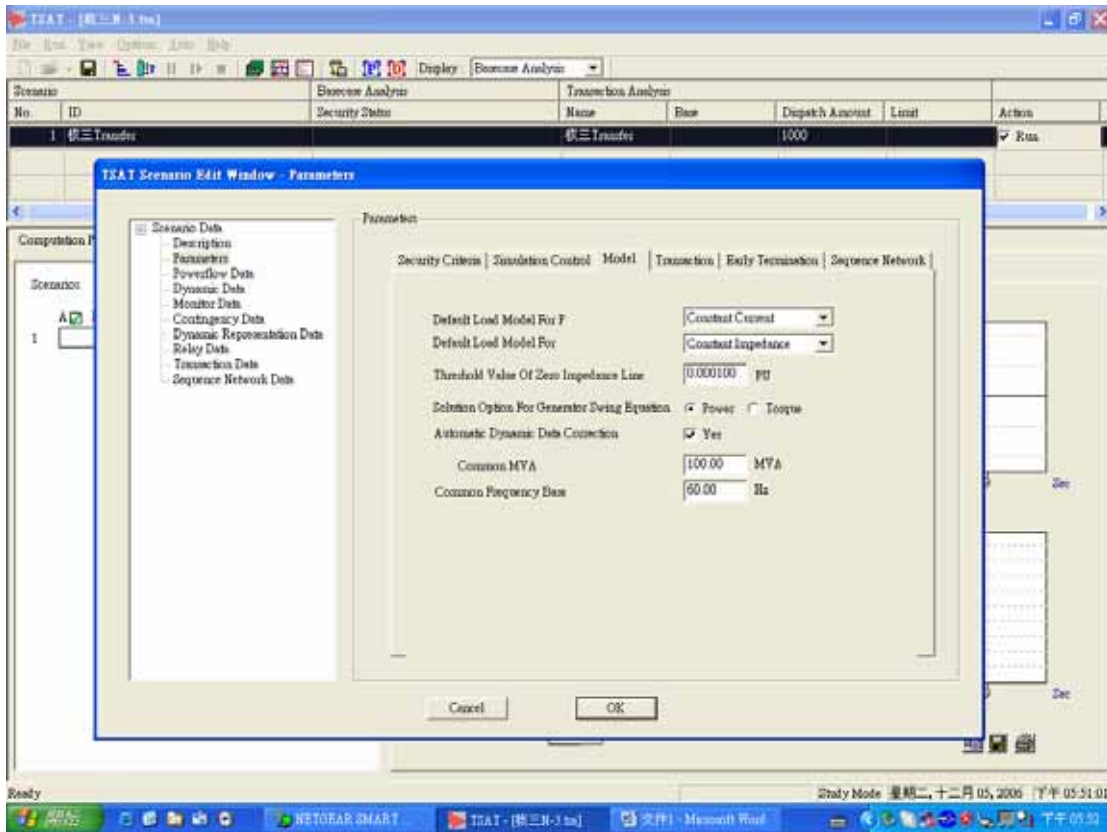 TSAT - [核三N-3.tsa]
File Run View Options Help
Display Basecase Analysis
Scenario Basecase Analysis Transaction Analysis
No. ID Security Status Name Base Dispatch Amount Limit Action
1 核三Transfer 核三Transfer 1000 Run
TSAT Scenario Edit Window - Parameters
Computation P
Scenarios
A
1
Scenario Data
Description
Parameters
Powerflow Data
Dynamic Data
Monitor Data
Contingency Data
Dynamic Representation Data
Relay Data
Transaction Data
Sequence Network Data
Parameters
Security Criteria Simulation Control Model Transaction Early Termination Sequence Network
Default Load Model For P Constant Current
Default Load Model For Constant Impedance
Threshold Value Of Zero Impedance Line 0.000100 PU
Solution Option For Generator Swing Equation Power Torque
Automatic Dynamic Data Correction Yes
Common MVA 100.00 MVA
Common Frequency Base 60.00 Hz
Cancel OK
Sec
Sec
Ready Study Mode 星期二, 十二月 05, 2006 下午 05:51:01
開始 NETGEAR SMART ... TSAT - [核三N-3.tsa] 文件1 - Microsoft Word 下午 05:52